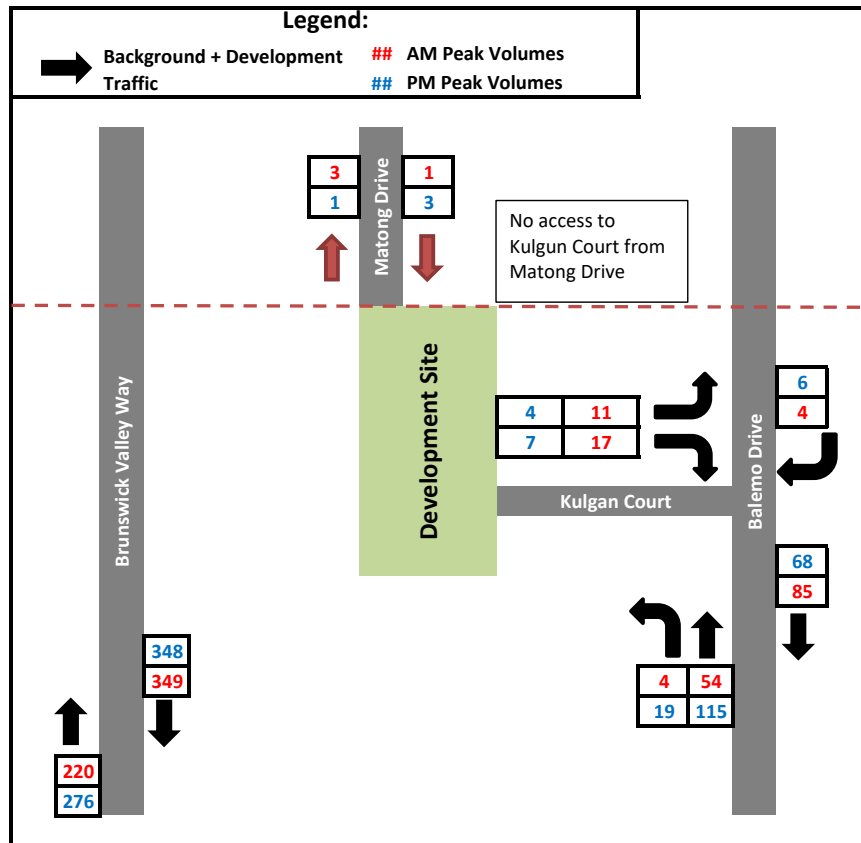 Legend:
Background + Development
Traffic
## AM Peak Volumes
## PM Peak Volumes
3
1
Matong Drive
1
3
No access to
Kulgun Court from
Matong Drive
Brunswick Valley Way
Development Site
4 11
7 17
Kulgan Court
Balemo Drive
6
4
68
85
4 54
19 115
348
349
220
276